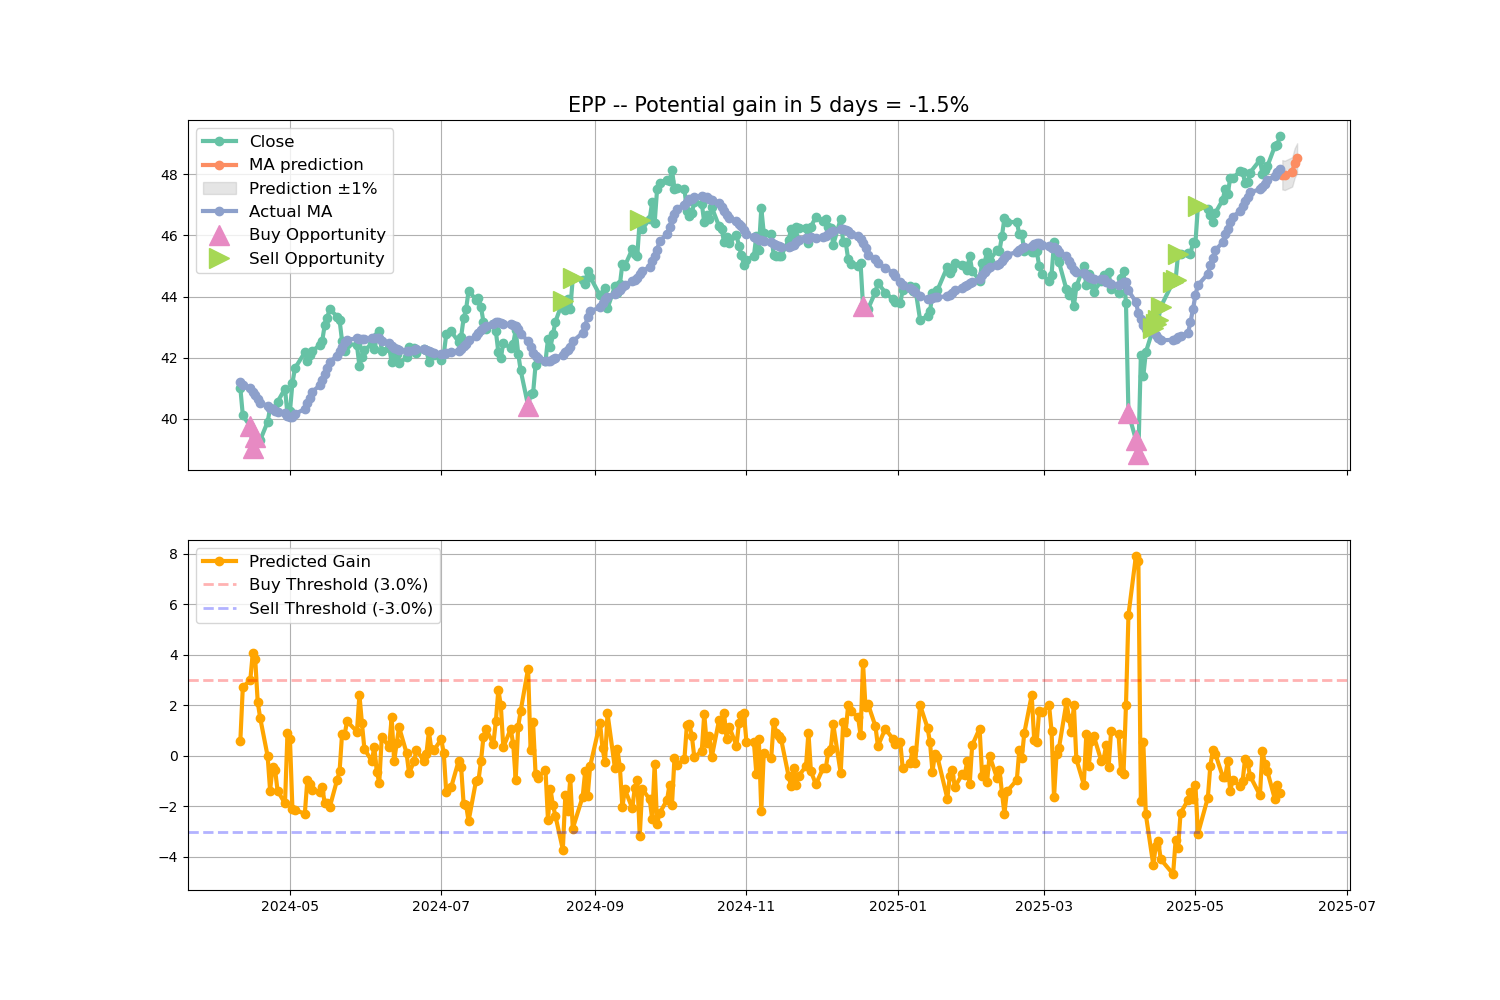 EPP -- Potential gain in 5 days = -1.5%
Close
MA prediction
Prediction ±1%
Actual MA
Buy Opportunity
Sell Opportunity
48
46
44
42
40
Predicted Gain
Buy Threshold (3.0%)
Sell Threshold (-3.0%)
8
6
4
2
0
−2
−4
2024-05
2024-07
2024-09
2024-11
2025-01
2025-03
2025-05
2025-07